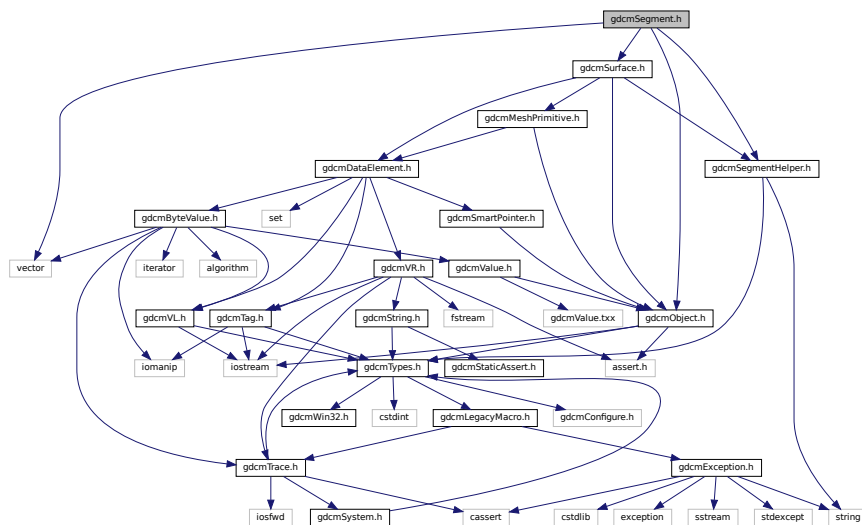 gdcmSegment.h
gdcmSurface.h
gdcmMeshPrimitive.h
gdcmDataElement.h
gdcmSegmentHelper.h
gdcmByteValue.h
set
gdcmSmartPointer.h
vector
iterator
algorithm
gdcmVR.h
gdcmValue.h
gdcmVL.h
gdcmTag.h
gdcmString.h
fstream
gdcmValue.txx
gdcmObject.h
iomanip
iostream
gdcmTypes.h
gdcmStaticAssert.h
assert.h
gdcmWin32.h
cstdint
gdcmLegacyMacro.h
gdcmConfigure.h
gdcmTrace.h
gdcmException.h
iosfwd
gdcmSystem.h
cassert
cstdlib
exception
sstream
stdexcept
string